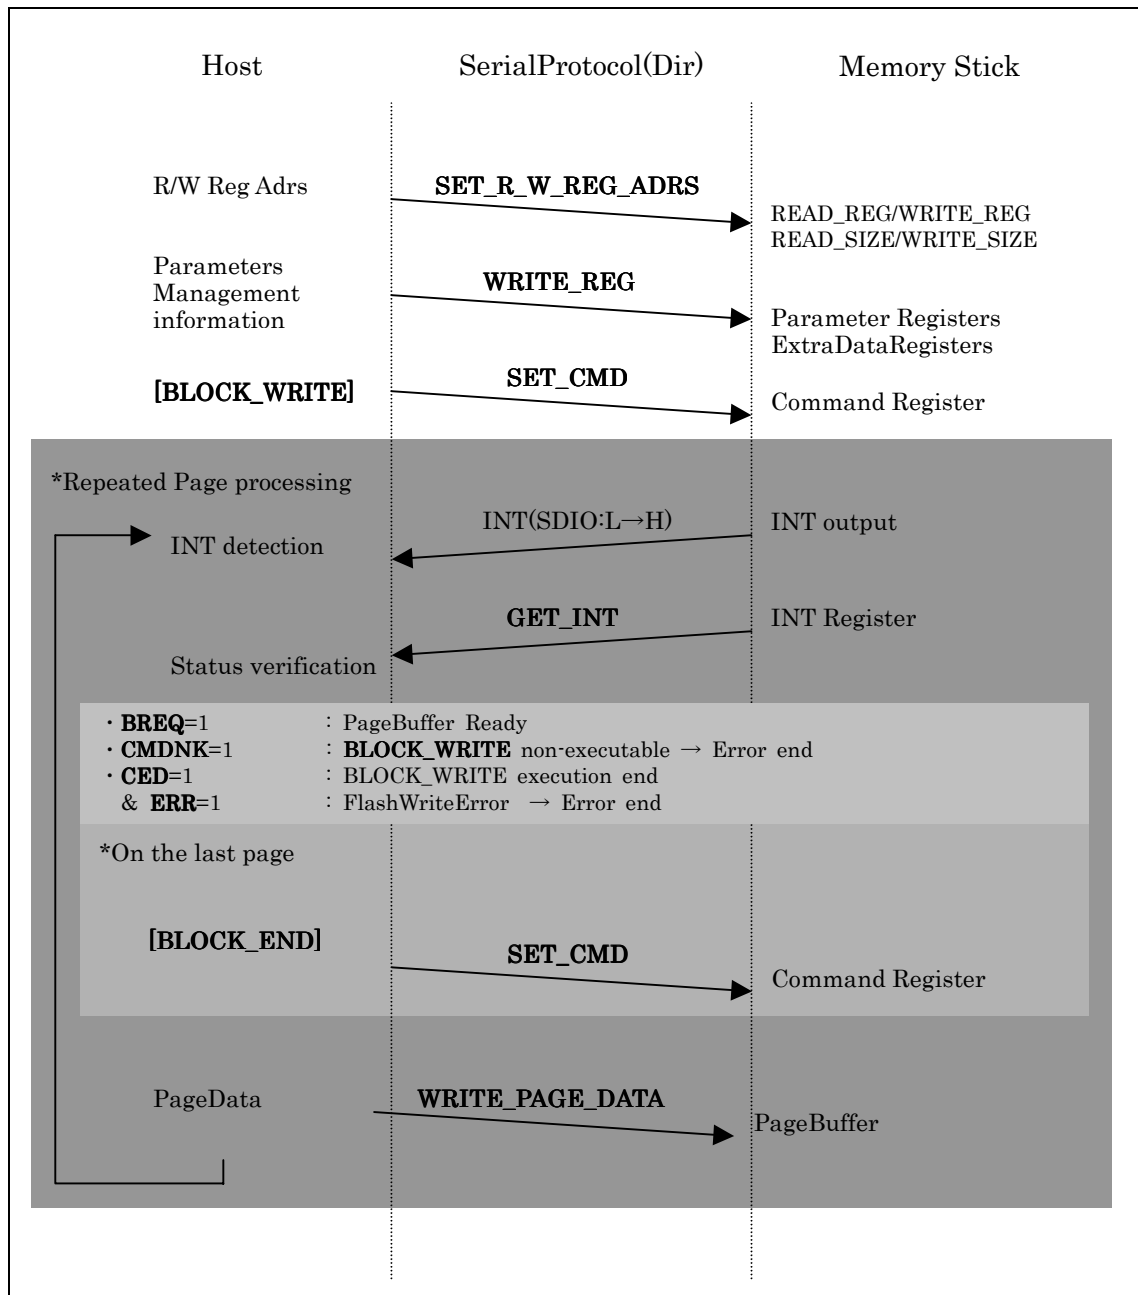 Host SerialProtocol(Dir) Memory Stick
R/W Reg Adrs SET_R_W_REG_ADRS
READ_REG/WRITE_REG
READ_SIZE/WRITE_SIZE
Parameters
Management
information
WRITE_REG
Parameter Registers
ExtraDataRegisters
[BLOCK_WRITE] SET_CMD Command Register
*Repeated Page processing
INT(SDIO:L→H) INT output
INT detection
GET_INT INT Register
Status verification
・BREQ=1 : PageBuffer Ready
・CMDNK=1 : BLOCK_WRITE non-executable → Error end
・CED=1 : BLOCK_WRITE execution end
& ERR=1 : FlashWriteError → Error end
*On the last page
[BLOCK_END] SET_CMD
Command Register
PageData WRITE_PAGE_DATA
PageBuffer